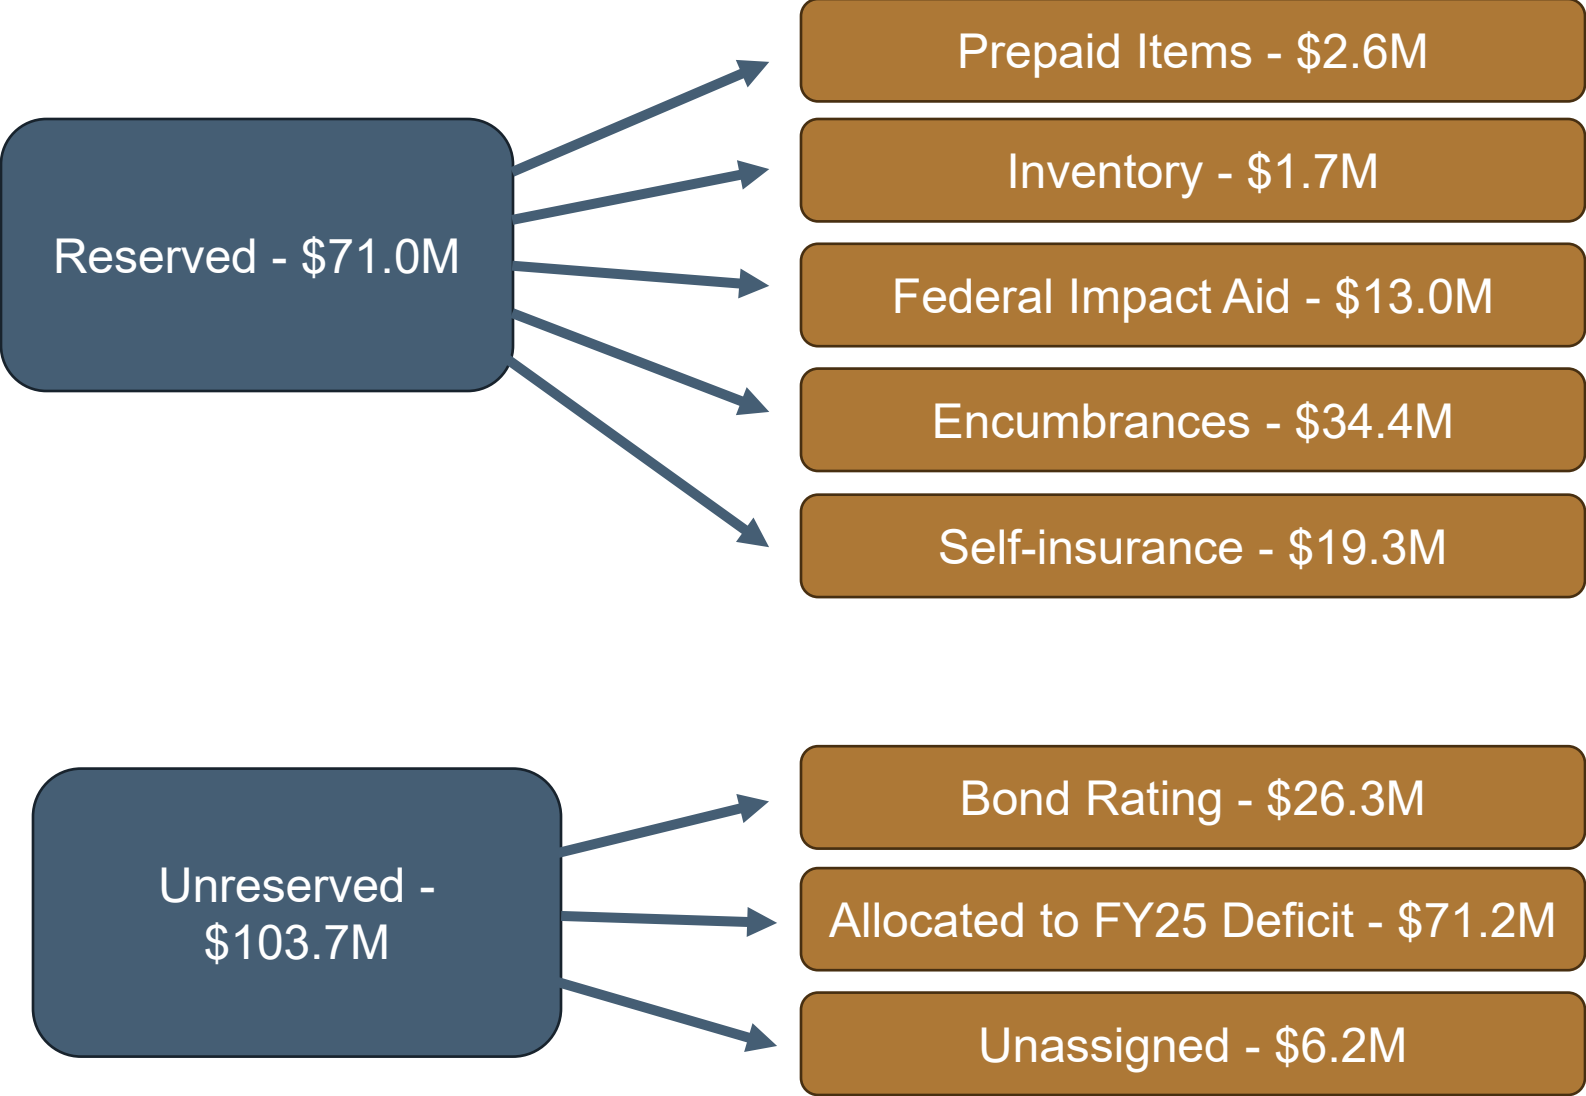 Reserved - $71.0M
Prepaid Items - $2.6M
Inventory - $1.7M
Federal Impact Aid - $13.0M
Encumbrances - $34.4M
Self-insurance - $19.3M
Unreserved -
$103.7M
Bond Rating - $26.3M
Allocated to FY25 Deficit - $71.2M
Unassigned - $6.2M